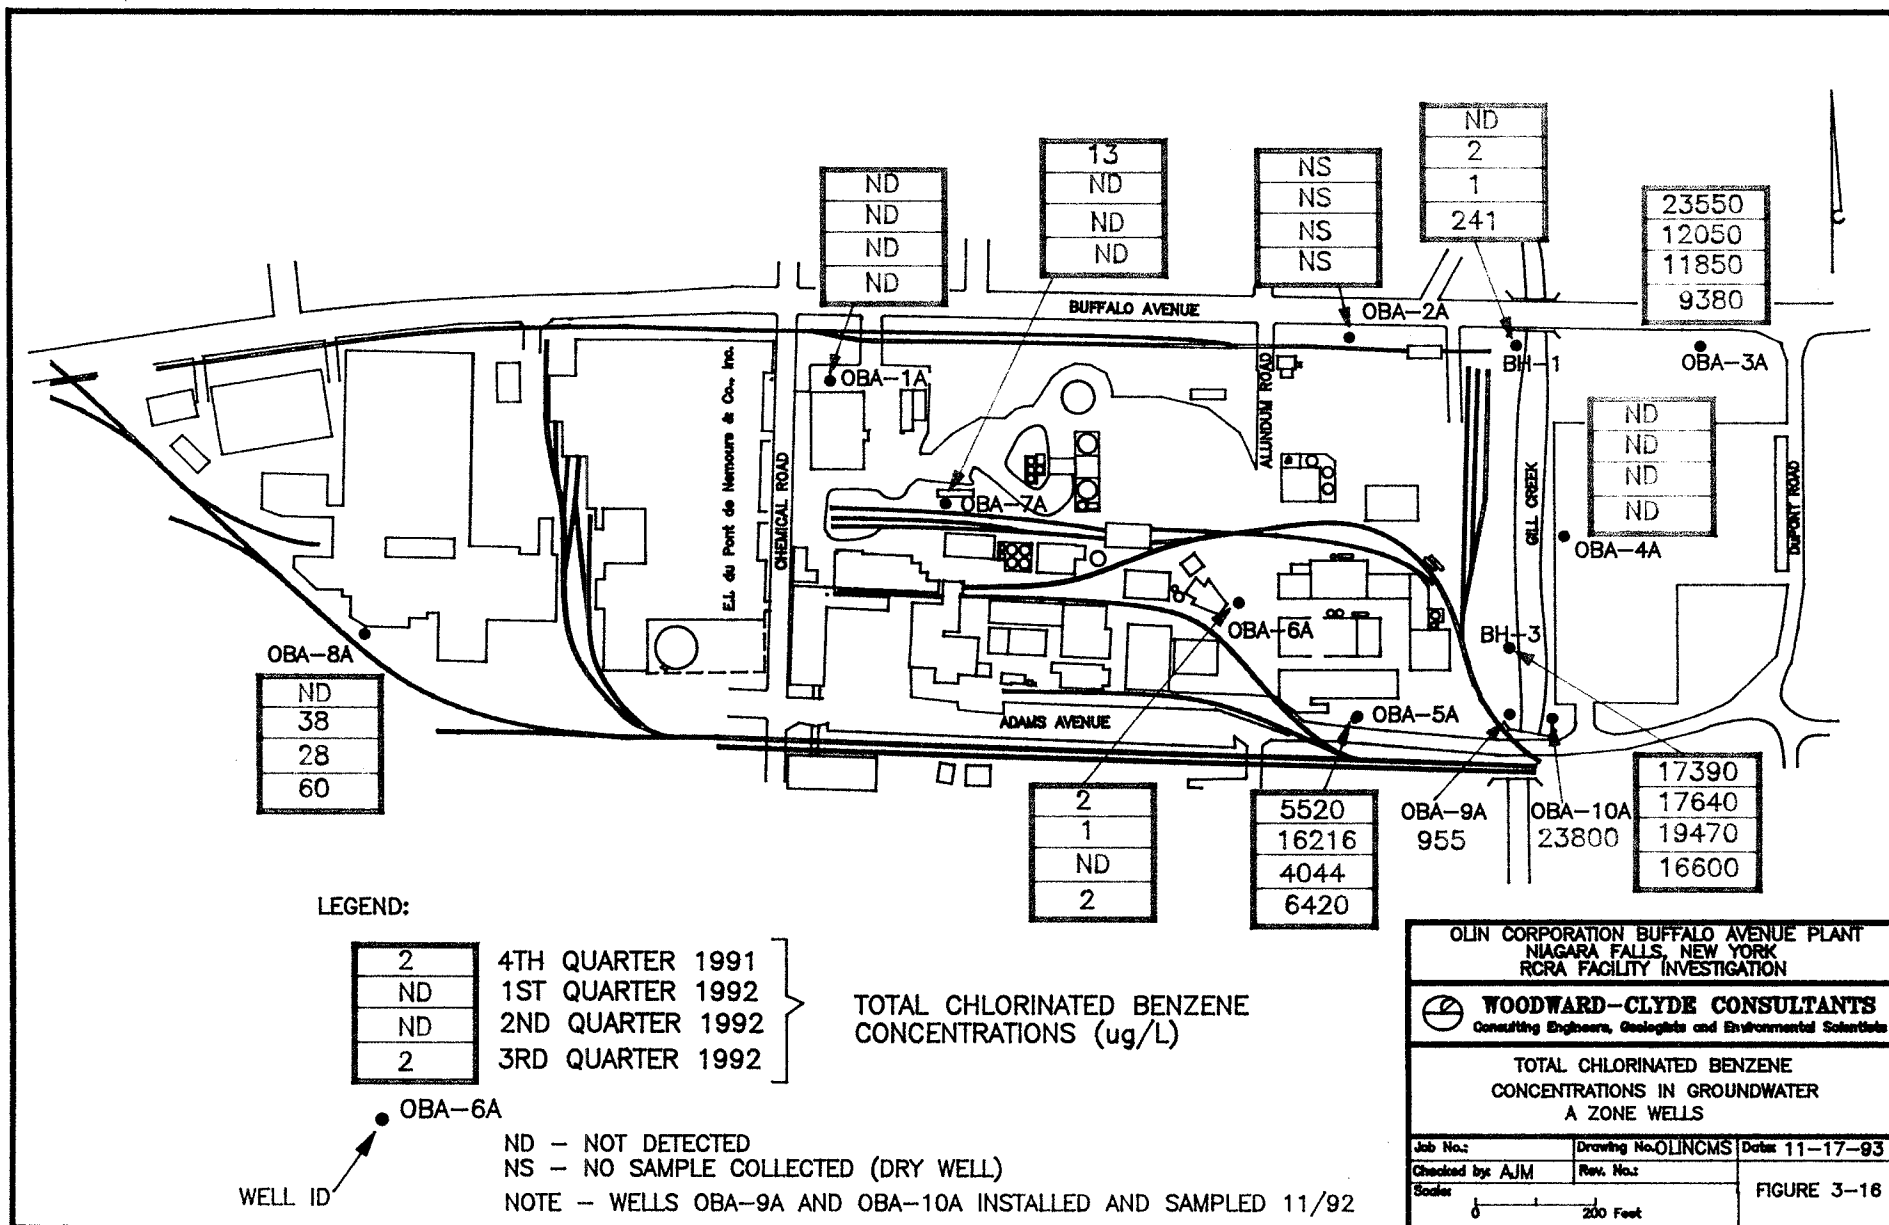 ND
2
1
241
13
ND
ND
ND
NS
NS
NS
NS
ND
ND
ND
ND
23550
12050
11850
9380
BUFFALO AVENUE
OBA-2A
BH-1
OBA-3A
OBA-1A
E.I. du Pont de Nemours & Co., Inc.
CHEMICAL ROAD
ALUNDUM ROAD
GILL CREEK
DuPONT ROAD
ND
ND
ND
ND
OBA-7A
OBA-4A
OBA-6A
BH-3
OBA-8A
ND
38
28
60
ADAMS AVENUE
OBA-5A
2
1
ND
2
5520
16216
4044
6420
OBA-9A
955
OBA-10A
23800
17390
17640
19470
16600
LEGEND:
2 4TH QUARTER 1991
ND 1ST QUARTER 1992
ND 2ND QUARTER 1992
2 3RD QUARTER 1992
TOTAL CHLORINATED BENZENE
CONCENTRATIONS (ug/L)
OBA-6A
WELL ID
ND - NOT DETECTED
NS - NO SAMPLE COLLECTED (DRY WELL)
NOTE - WELLS OBA-9A AND OBA-10A INSTALLED AND SAMPLED 11/92
OLIN CORPORATION BUFFALO AVENUE PLANT
NIAGARA FALLS, NEW YORK
RCRA FACILITY INVESTIGATION
WOODWARD-CLYDE CONSULTANTS
Consulting Engineers, Geologists and Environmental Scientists
TOTAL CHLORINATED BENZENE
CONCENTRATIONS IN GROUNDWATER
A ZONE WELLS
Job No.: Drawing No.:OLINCMS Date: 11-17-93
Checked by: AJM Rev. No.:
Scale: 0 200 Feet
FIGURE 3-16